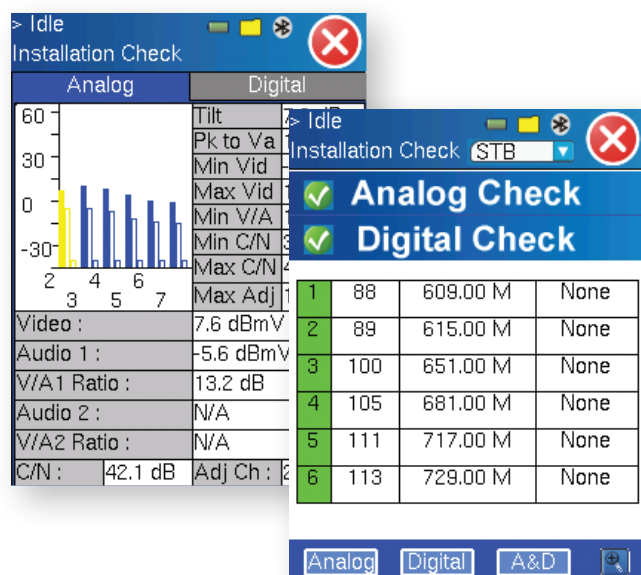 > Idle
Installation Check
Analog Digital
60
30
0
-30
2 3 4 5 6 7
Tilt
Pk to Va
Min Vid
Max Vid
Min V/A
Min C/N
Max C/N
Max Adj
Video : 7.6 dBmV
Audio 1 : -5.6 dBmV
V/A1 Ratio : 13.2 dB
Audio 2 : N/A
V/A2 Ratio : N/A
C/N : 42.1 dB Adj Ch :
> Idle
Installation Check STB
Analog Check
Digital Check
1 88 609.00 M None
2 89 615.00 M None
3 100 651.00 M None
4 105 681.00 M None
5 111 717.00 M None
6 113 729.00 M None
Analog Digital A&D